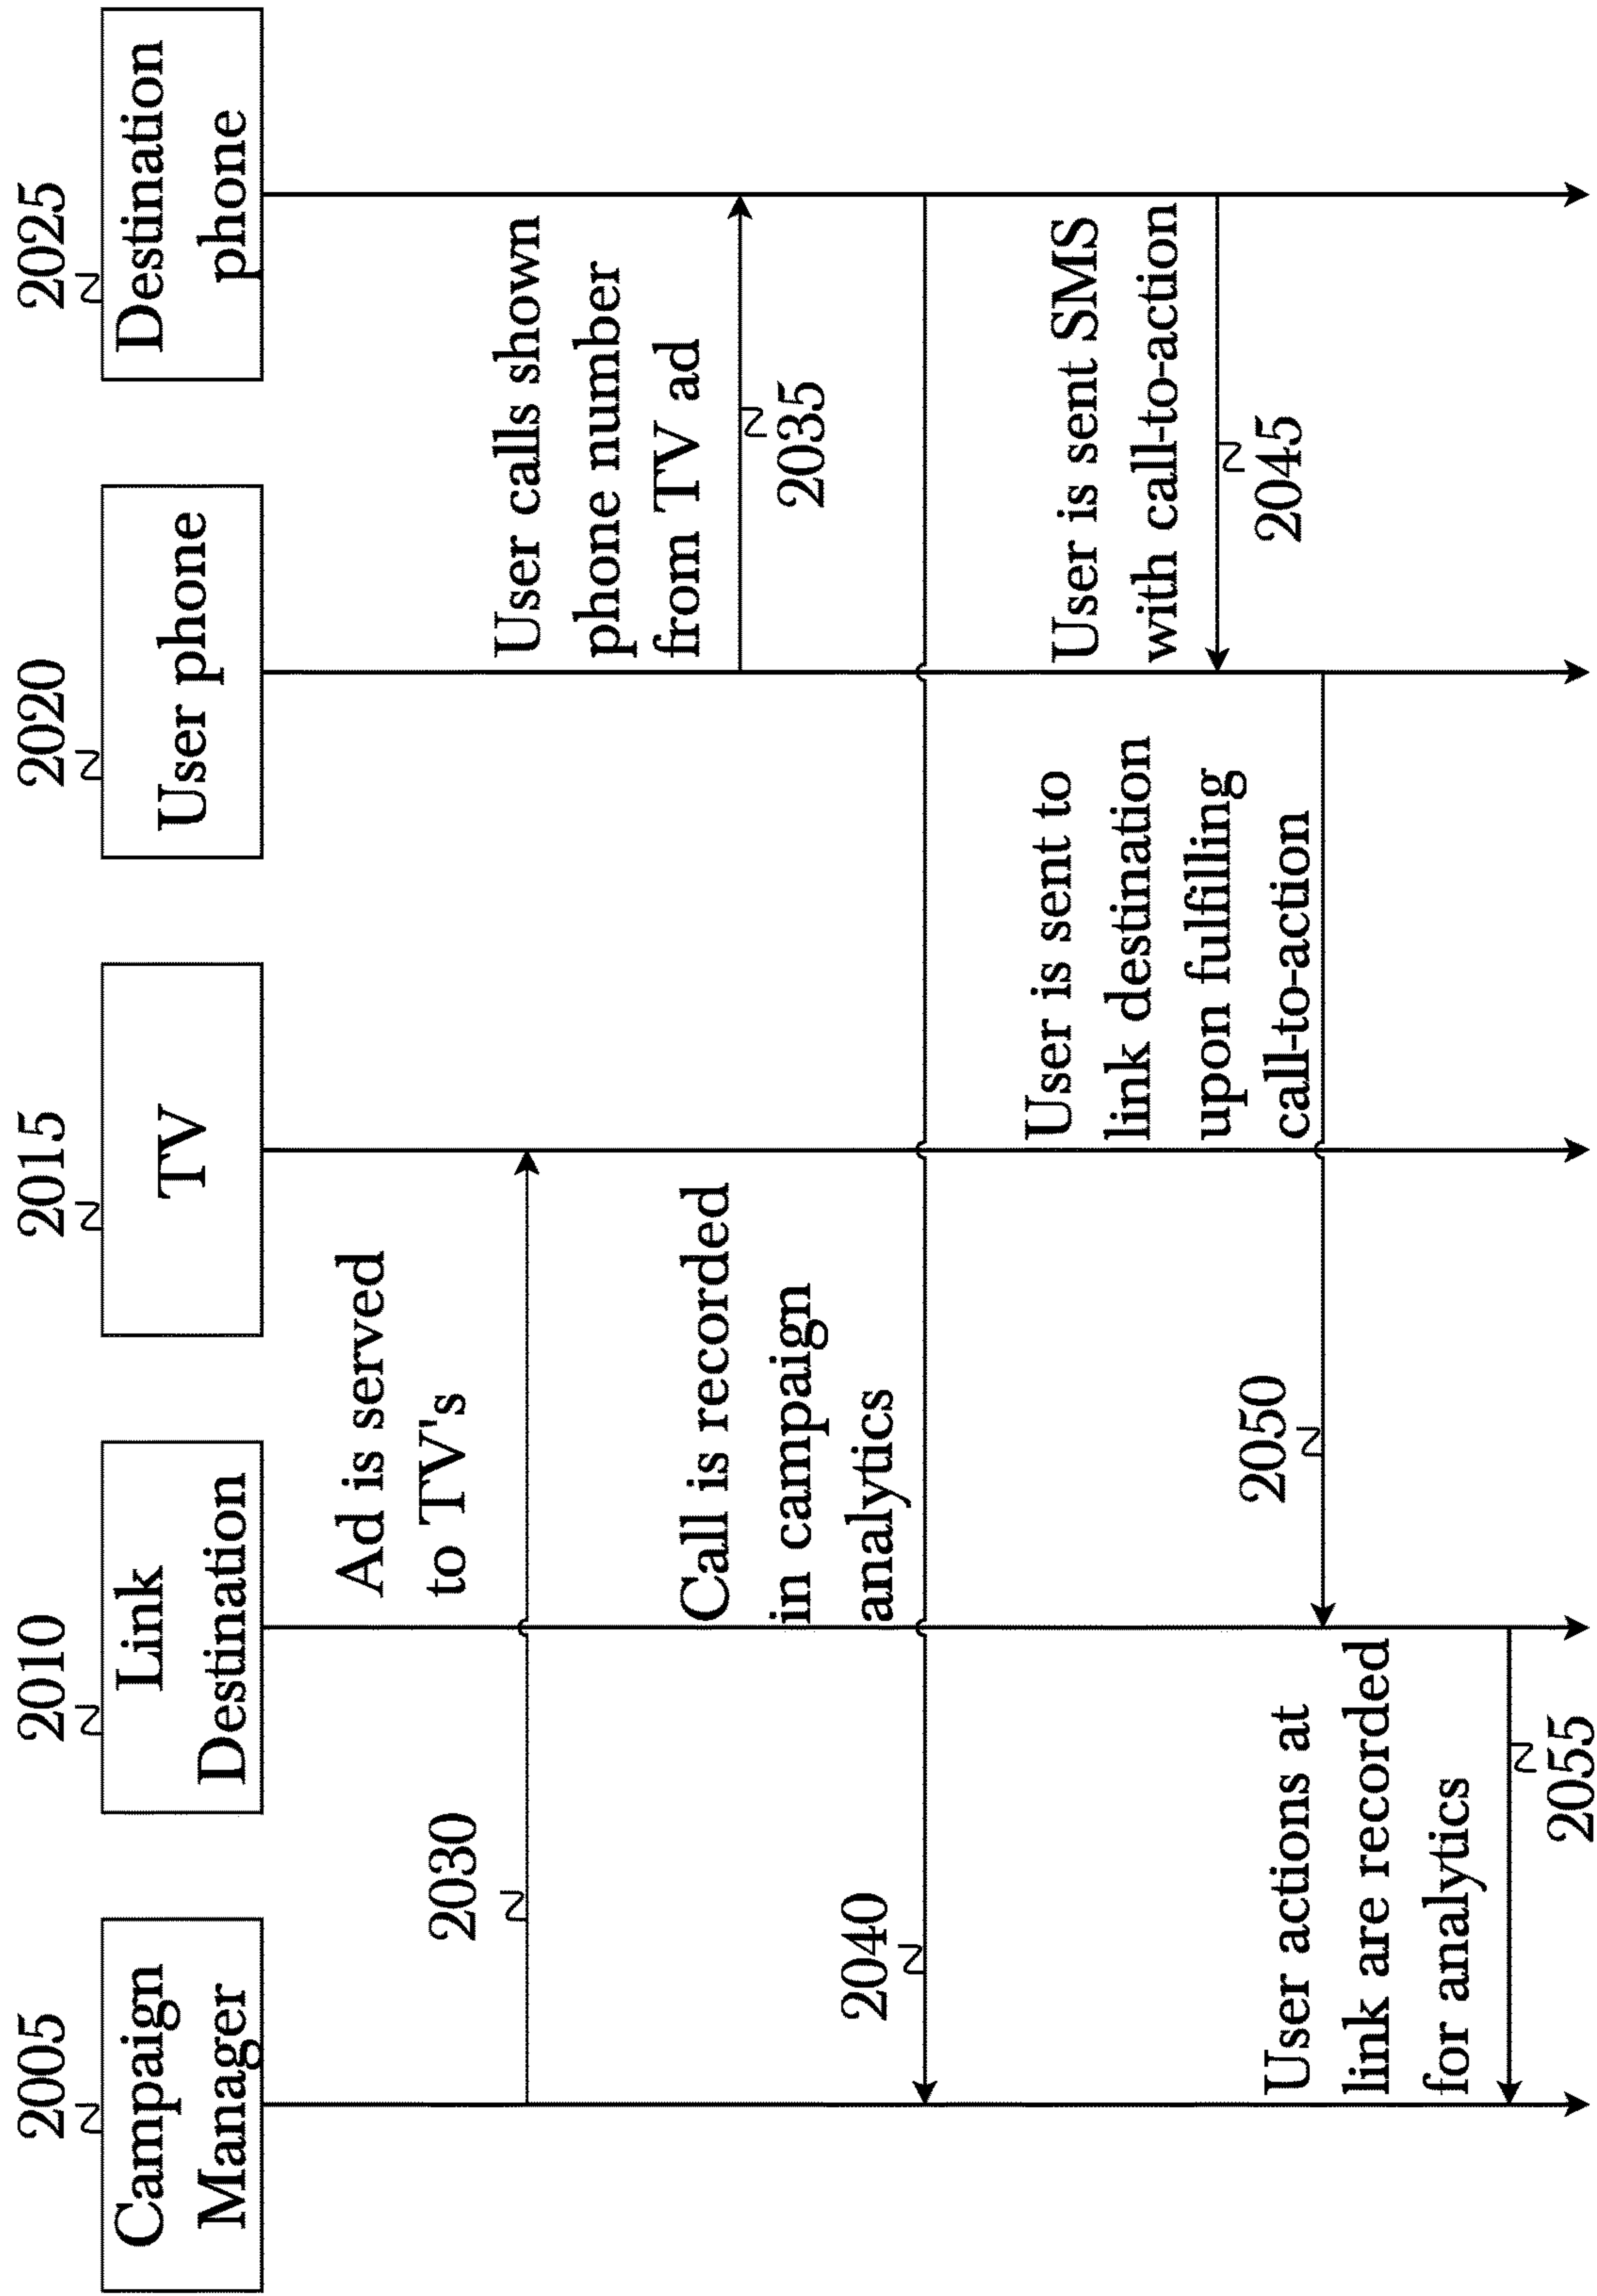 2005
Campaign
Manager
2010
Link
Destination
2015
TV
2020
User phone
2025
Destination
phone
Ad is served
to TV's
2030
User calls shown
phone number
from TV ad
2035
Call is recorded
in campaign
analytics
2040
User is sent SMS
with call-to-action
2045
User is sent to
link destination
upon fulfilling
call-to-action
2050
User actions at
link are recorded
for analytics
2055